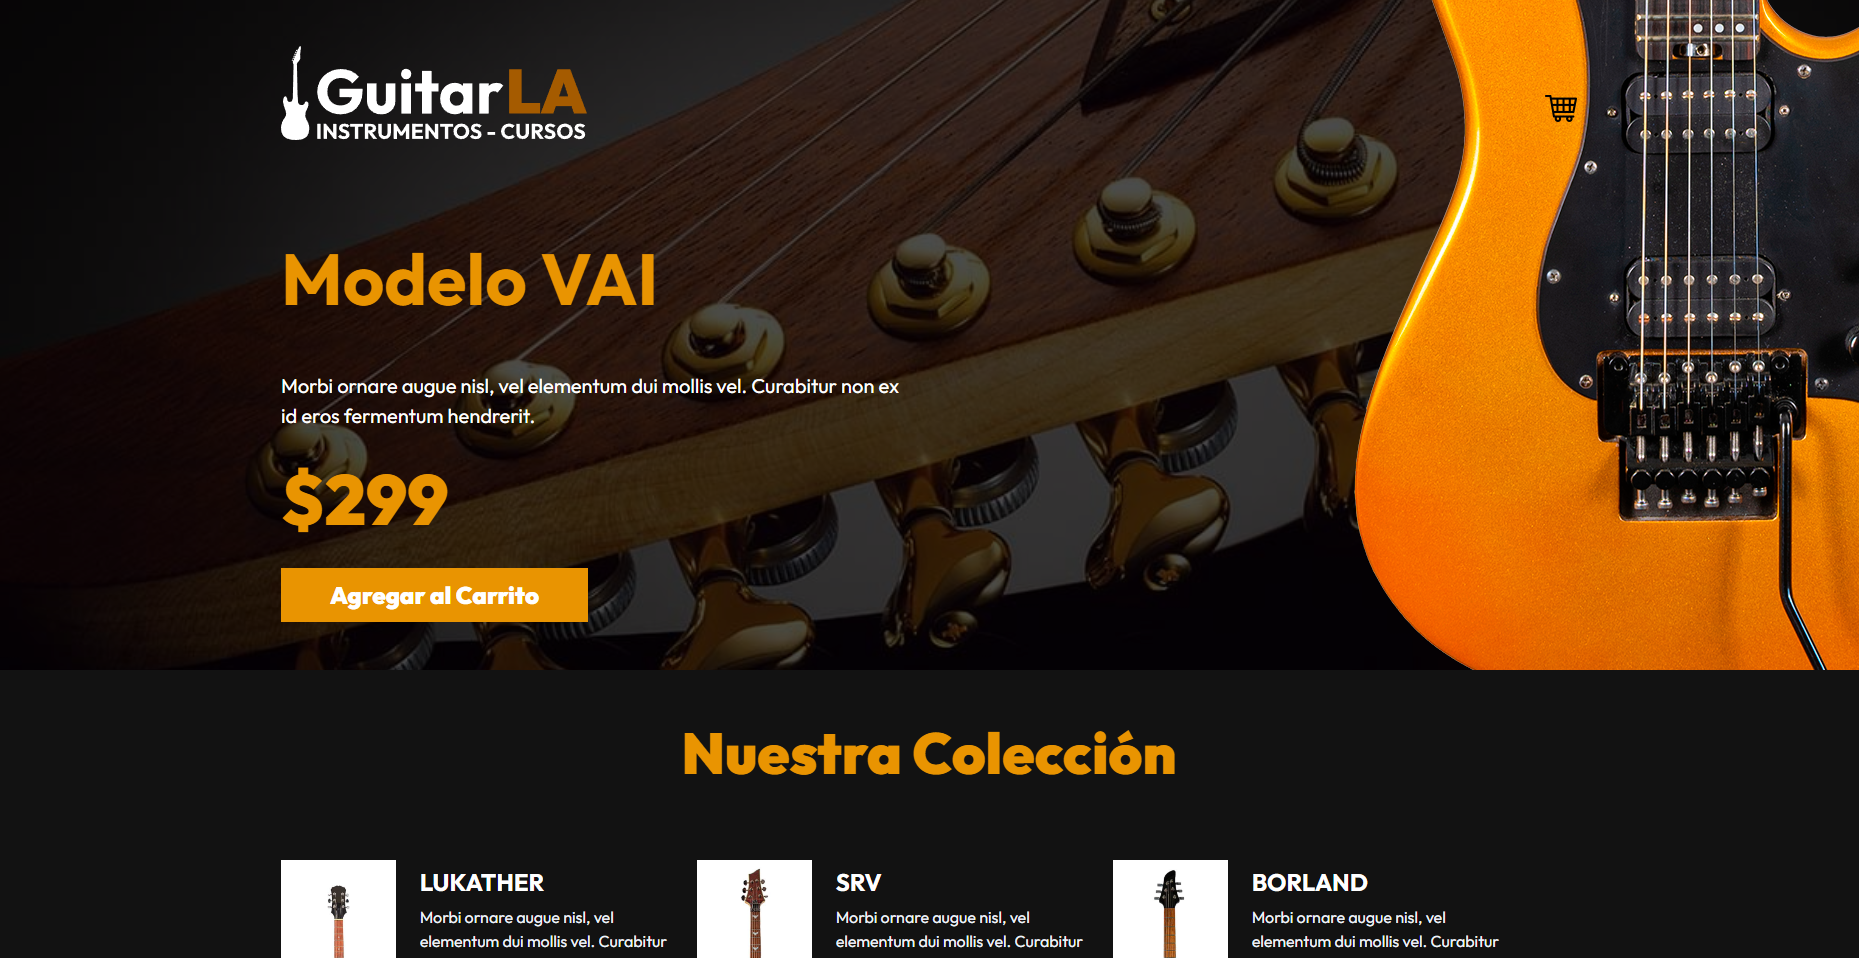 GuitarLA
INSTRUMENTOS - CURSOS
Modelo VAI
Morbi ornare augue nisl, vel elementum dui mollis vel. Curabitur non ex
id eros fermentum hendrerit.
$299
Agregar al Carrito
Nuestra Colección
LUKATHER
Morbi ornare augue nisl, vel
elementum dui mollis vel. Curabitur
SRV
Morbi ornare augue nisl, vel
elementum dui mollis vel. Curabitur
BORLAND
Morbi ornare augue nisl, vel
elementum dui mollis vel. Curabitur